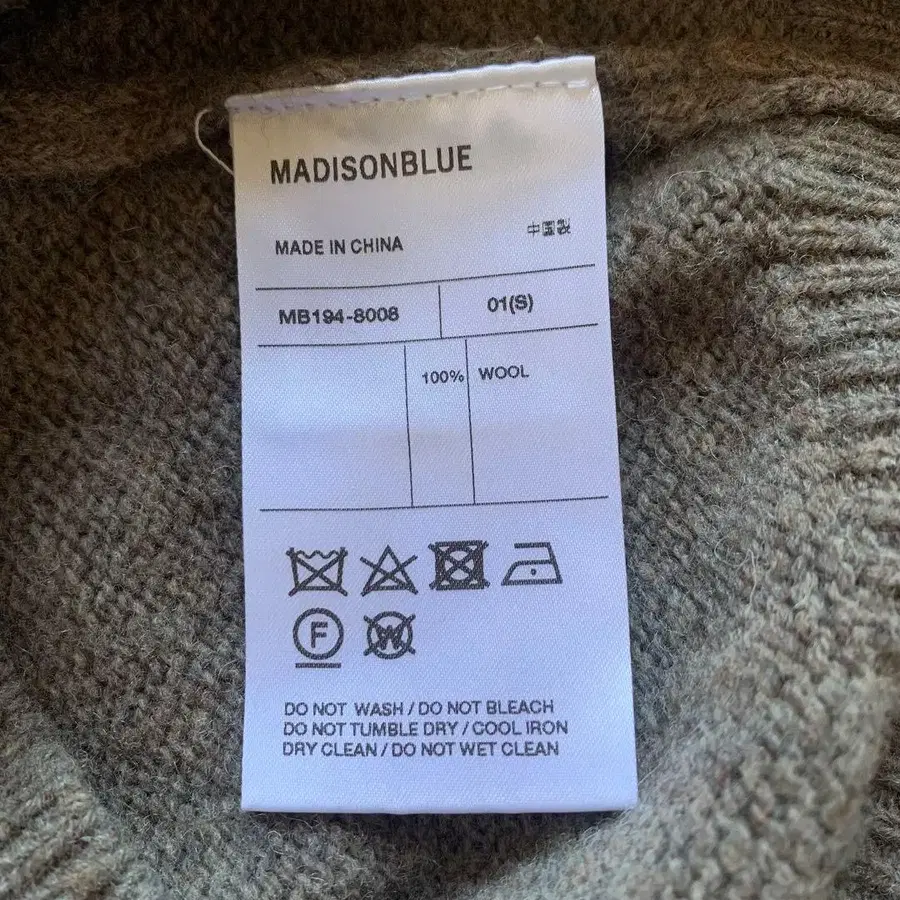 MADISONBLUE
MADE IN CHINA 中国製
MB194-8008 01(S)
100% WOOL
F W
DO NOT WASH / DO NOT BLEACH
DO NOT TUMBLE DRY / COOL IRON
DRY CLEAN / DO NOT WET CLEAN